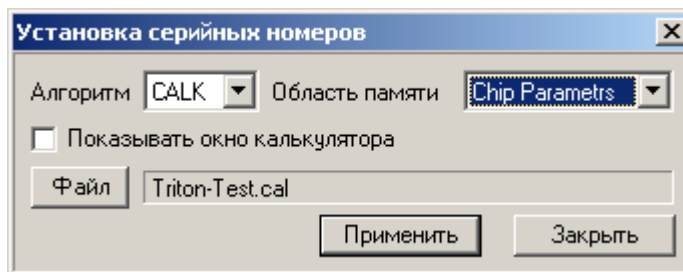 Установка серийных номеров
Алгоритм CALK Область памяти Chip Parametrs
Показывать окно калькулятора
Файл Triton-Test.cal
Применить Закрыть